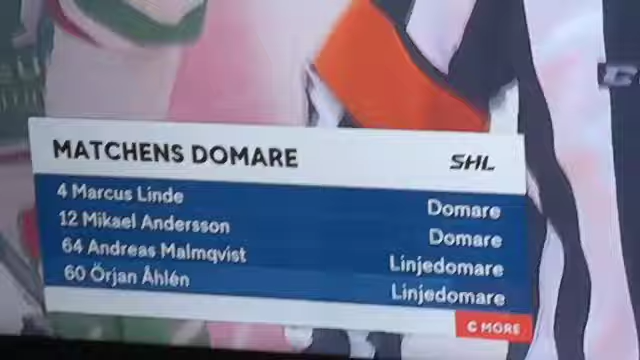 MATCHENS DOMARE SHL
4 Marcus Linde Domare
12 Mikael Andersson Domare
64 Andreas Malmqvist Linjedomare
60 Örjan Åhlén Linjedomare
C MORE